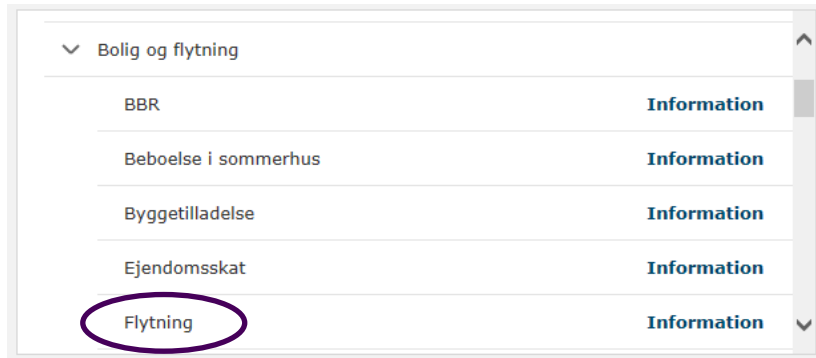 Bolig og flytning
BBR Information
Beboelse i sommerhus Information
Byggetilladelse Information
Ejendomsskat Information
Flytning Information